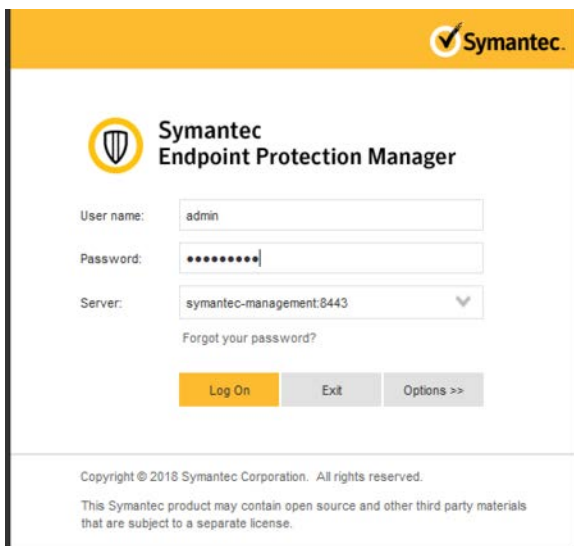 Symantec.
Symantec
Endpoint Protection Manager
User name: admin
Password: •••••••••
Server: symantec-management:8443
Forgot your password?
Log On Exit Options >>
Copyright © 2018 Symantec Corporation. All rights reserved.
This Symantec product may contain open source and other third party materials
that are subject to a separate license.